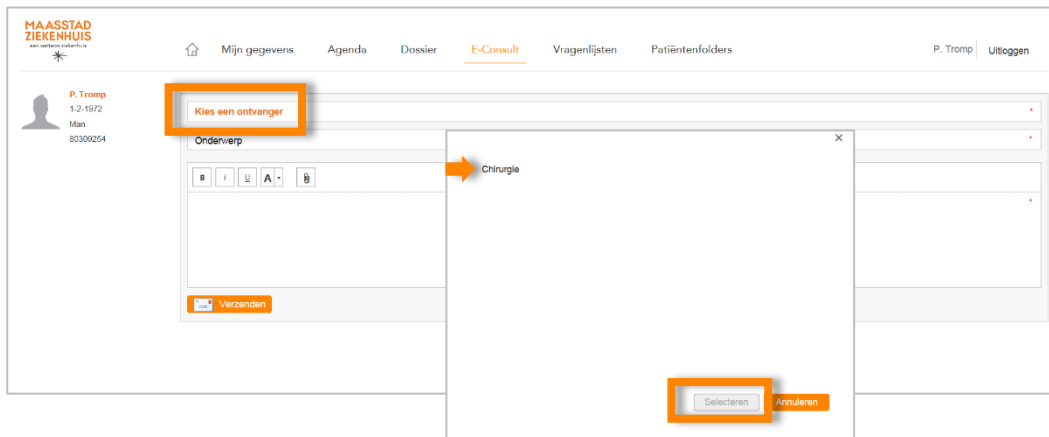 MAASSTAD
ZIEKENHUIS
een santeon ziekenhuis
Mijn gegevens Agenda Dossier E-Consult Vragenlijsten Patiëntenfolders P. Tromp Uitloggen
P. Tromp
1-2-1972
Man
80309254
Kies een ontvanger *
Onderwerp *
×
Chirurgie
B I U A
*
Verzenden
Selecteren Annuleren